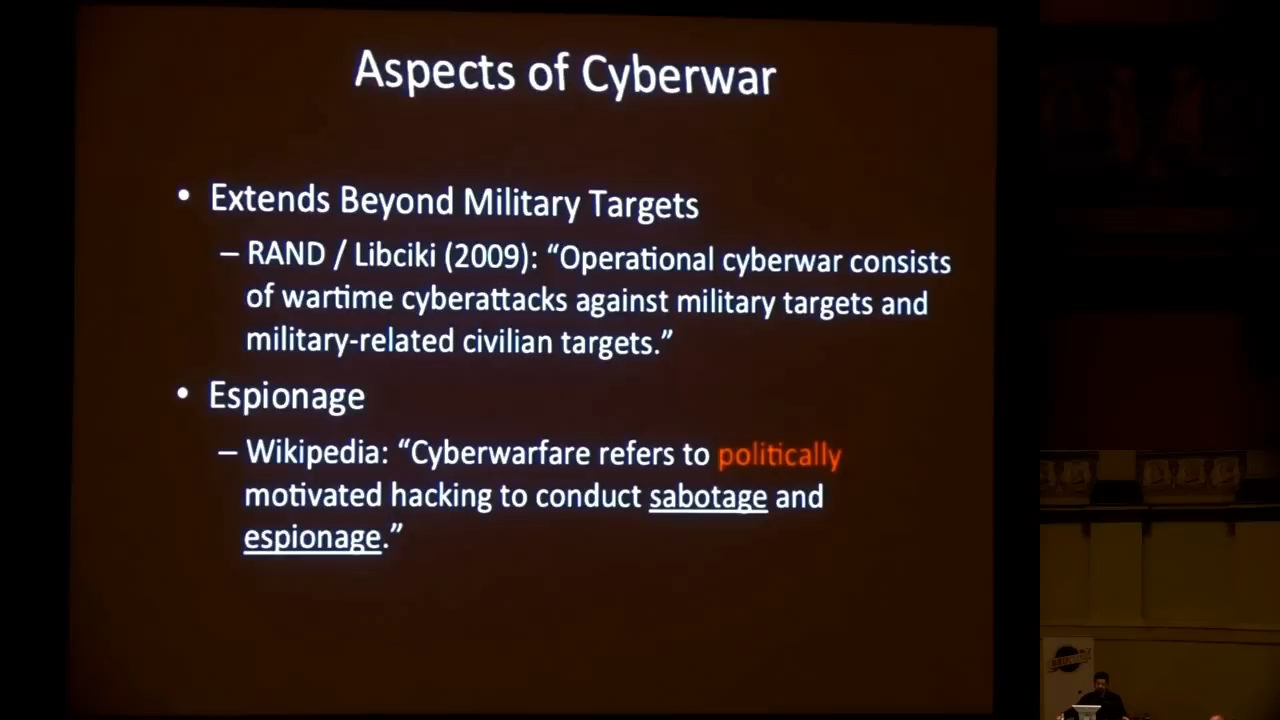 Aspects of Cyberwar
• Extends Beyond Military Targets
– RAND / Libciki (2009): “Operational cyberwar consists
of wartime cyberattacks against military targets and
military-related civilian targets.”
• Espionage
– Wikipedia: “Cyberwarfare refers to politically
motivated hacking to conduct sabotage and
espionage.”